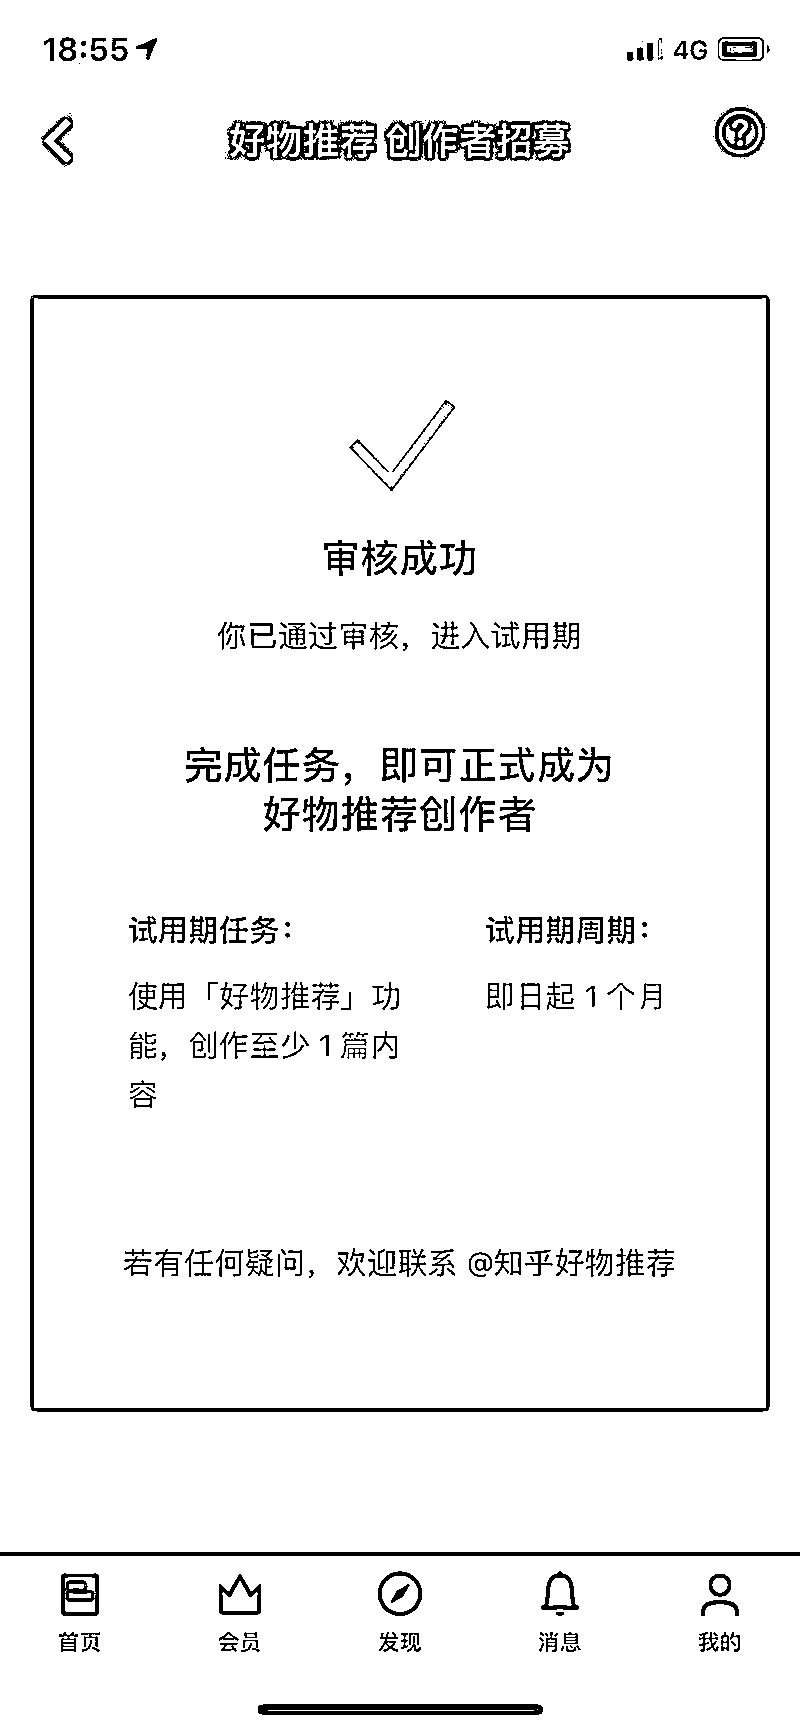 18:55
4G
好物推荐 创作者招募
审核成功
你已通过审核，进入试用期
完成任务，即可正式成为
好物推荐创作者
试用期任务：
使用「好物推荐」功
能，创作至少 1 篇内
容
试用期周期：
即日起 1 个月
若有任何疑问，欢迎联系 @知乎好物推荐
首页
会员
发现
消息
我的